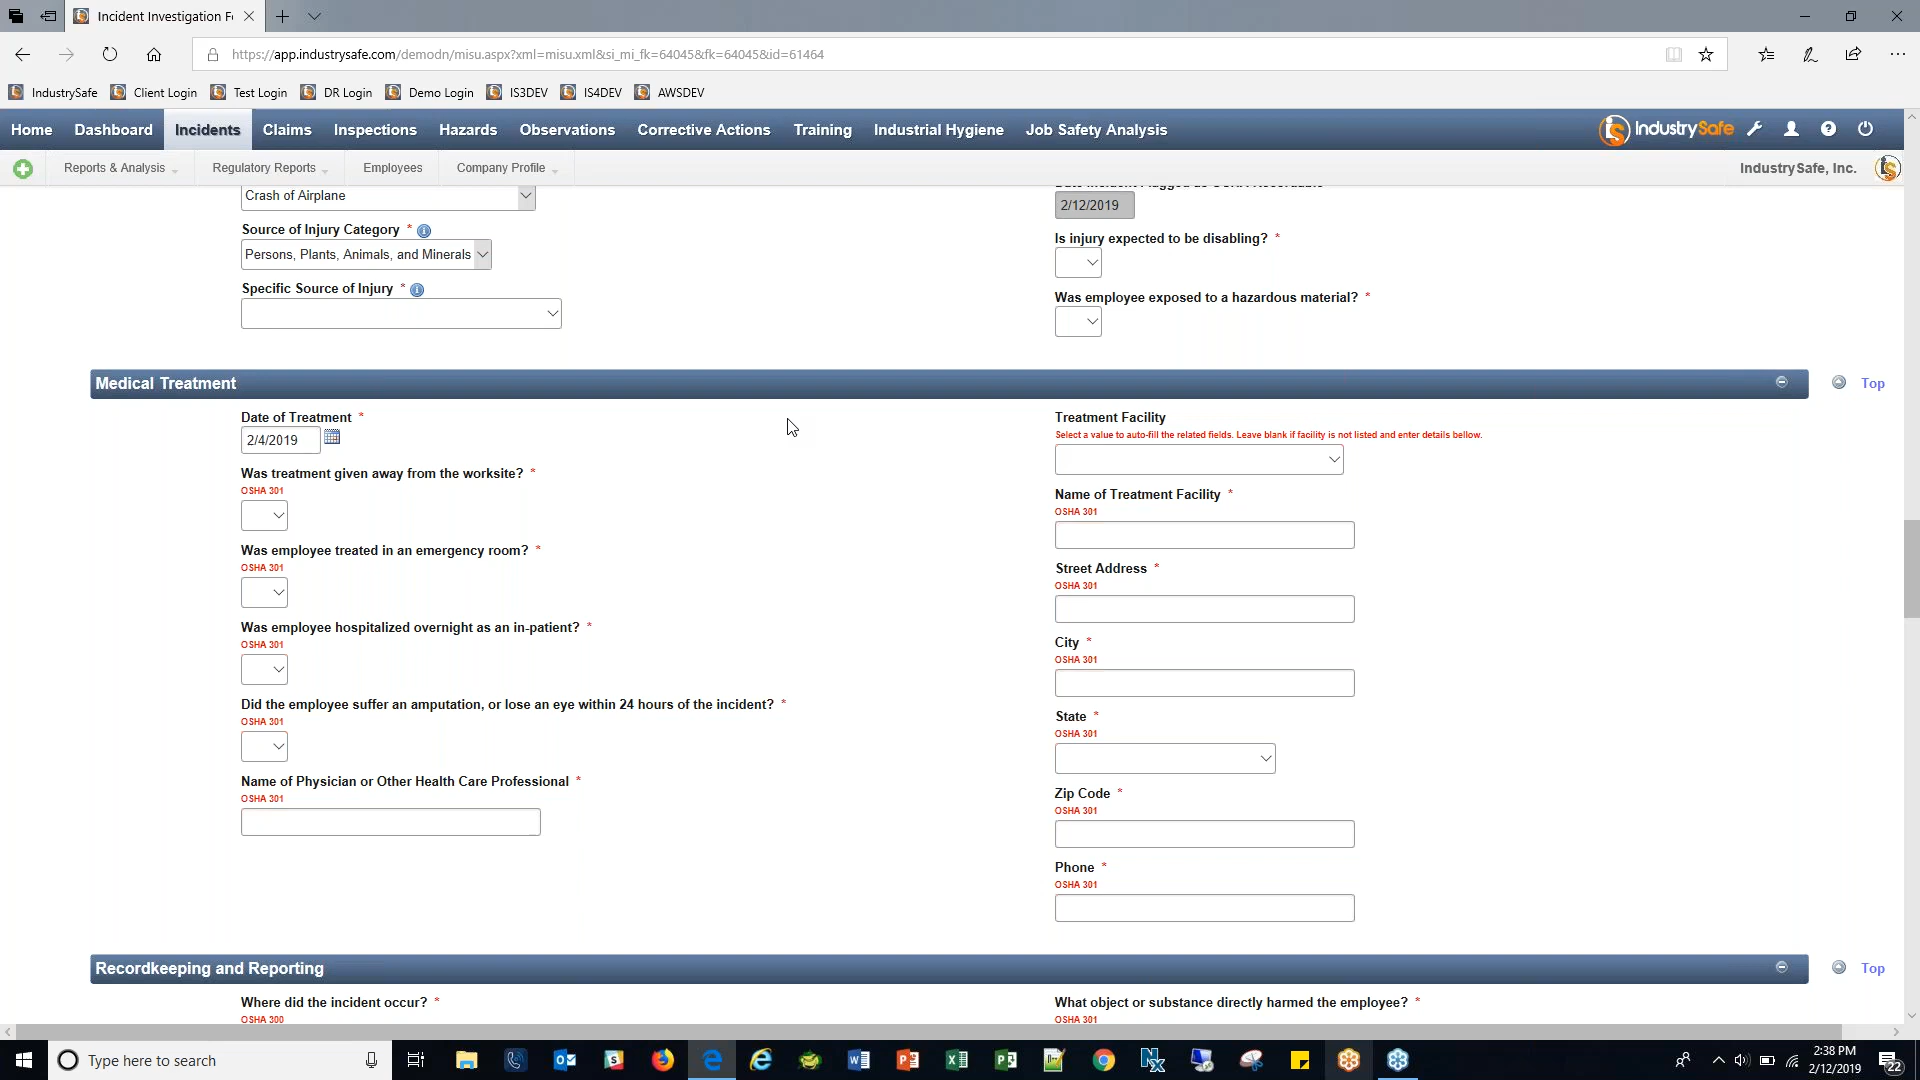 Incident Investigation Fo
https://app.industrysafe.com/demodn/misu.aspx?xml=misu.xml&si_mi_fk=64045&fk=64045&id=61464
IndustrySafe Client Login Test Login DR Login Demo Login IS3DEV IS4DEV AWSDEV
Home Dashboard Incidents Claims Inspections Hazards Observations Corrective Actions Training Industrial Hygiene Job Safety Analysis IndustrySafe
Reports & Analysis Regulatory Reports Employees Company Profile IndustrySafe, Inc.
Crash of Airplane
2/12/2019
Source of Injury Category *
Persons, Plants, Animals, and Minerals
Is injury expected to be disabling? *
Specific Source of Injury *
Was employee exposed to a hazardous material? *
Medical Treatment
Top
Date of Treatment *
2/4/2019
Was treatment given away from the worksite? *
OSHA 301
Was employee treated in an emergency room? *
OSHA 301
Was employee hospitalized overnight as an in-patient? *
OSHA 301
Did the employee suffer an amputation, or lose an eye within 24 hours of the incident? *
OSHA 301
Name of Physician or Other Health Care Professional *
OSHA 301
Treatment Facility
Select a value to auto-fill the related fields. Leave blank if facility is not listed and enter details bellow.
Name of Treatment Facility *
OSHA 301
Street Address *
OSHA 301
City *
OSHA 301
State *
OSHA 301
Zip Code *
OSHA 301
Phone *
OSHA 301
Recordkeeping and Reporting
Top
Where did the incident occur? *
OSHA 300
What object or substance directly harmed the employee? *
OSHA 301
Type here to search
2:38 PM
2/12/2019
22